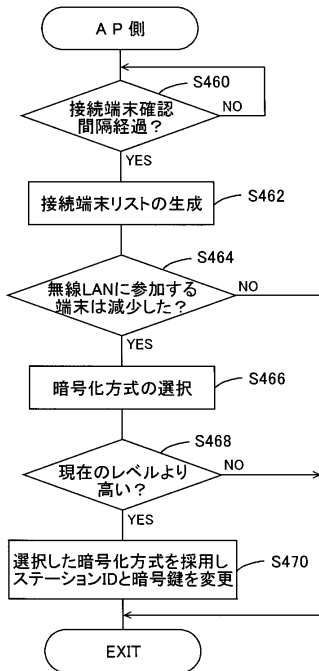 AP側
S460
接続端末確認
間隔経過?
NO
YES
接続端末リストの生成
S462
S464
無線LANに参加する
端末は減少した?
NO
YES
暗号化方式の選択
S466
S468
現在のレベルより
高い?
NO
YES
選択した暗号化方式を採用し
ステーションIDと暗号鍵を変更
S470
EXIT